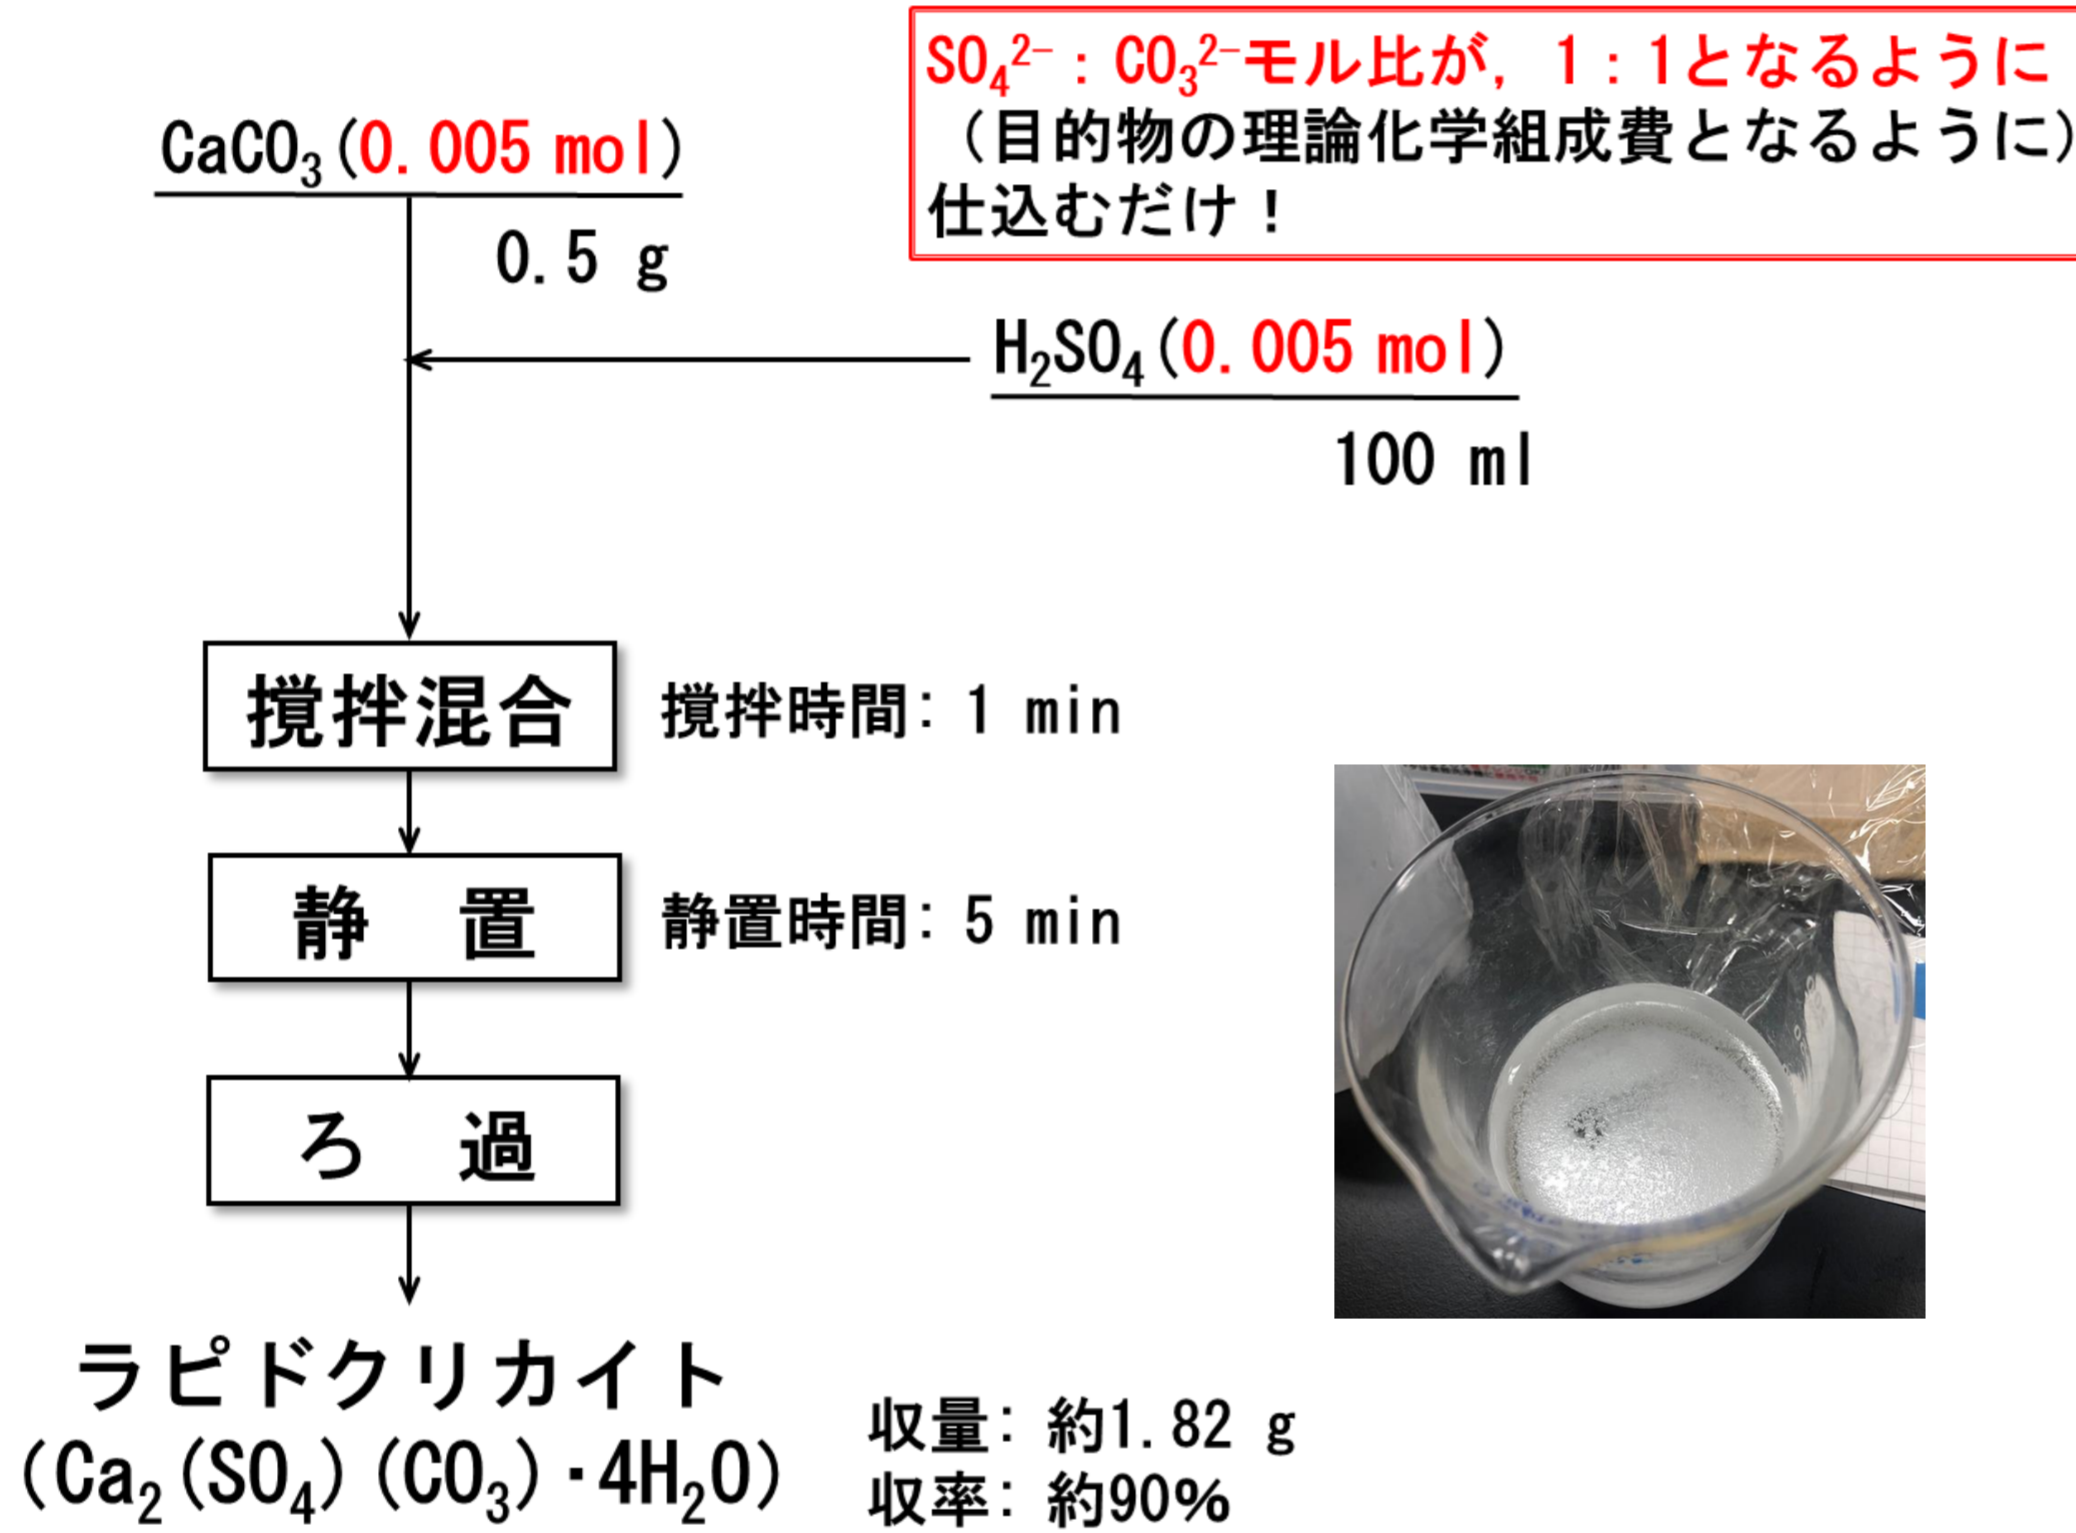 SO₄²⁻：CO₃²⁻モル比が，1：1となるように
（目的物の理論化学組成費となるように）
仕込むだけ！
CaCO₃(0.005 mol)
0.5 g
H₂SO₄(0.005 mol)
100 ml
撹拌混合
撹拌時間: 1 min
静 置
静置時間: 5 min
ろ 過
ラピドクリカイト
(Ca₂(SO₄)(CO₃)·4H₂O)
収量: 約1.82 g
収率: 約90%